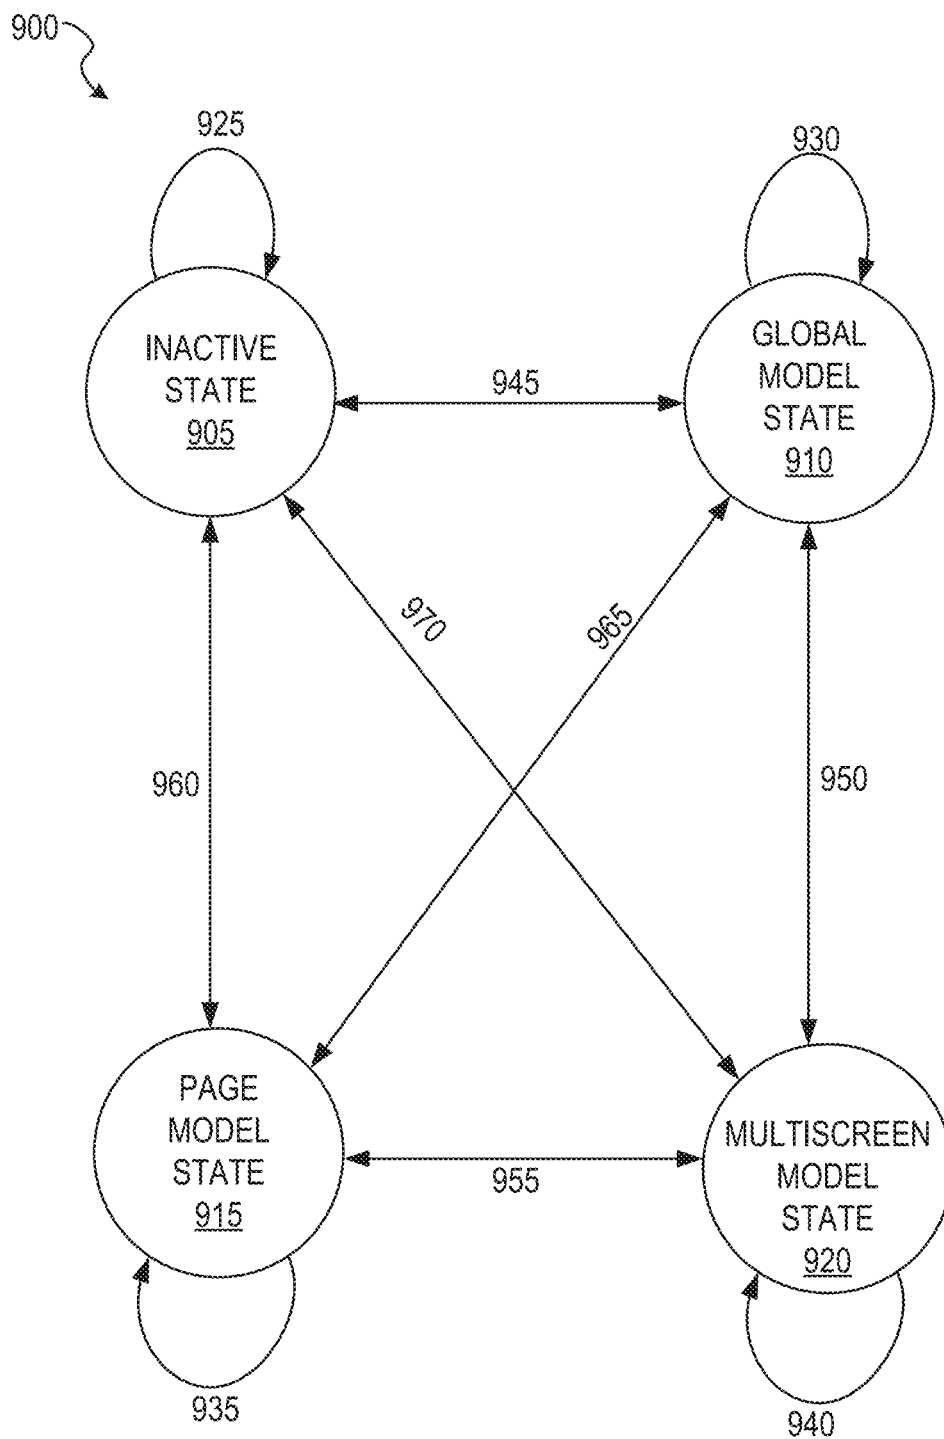 900
925
930
INACTIVE
STATE
905
945
GLOBAL
MODEL
STATE
910
970
965
960
950
PAGE
MODEL
STATE
915
955
MULTISCREEN
MODEL
STATE
920
935
940